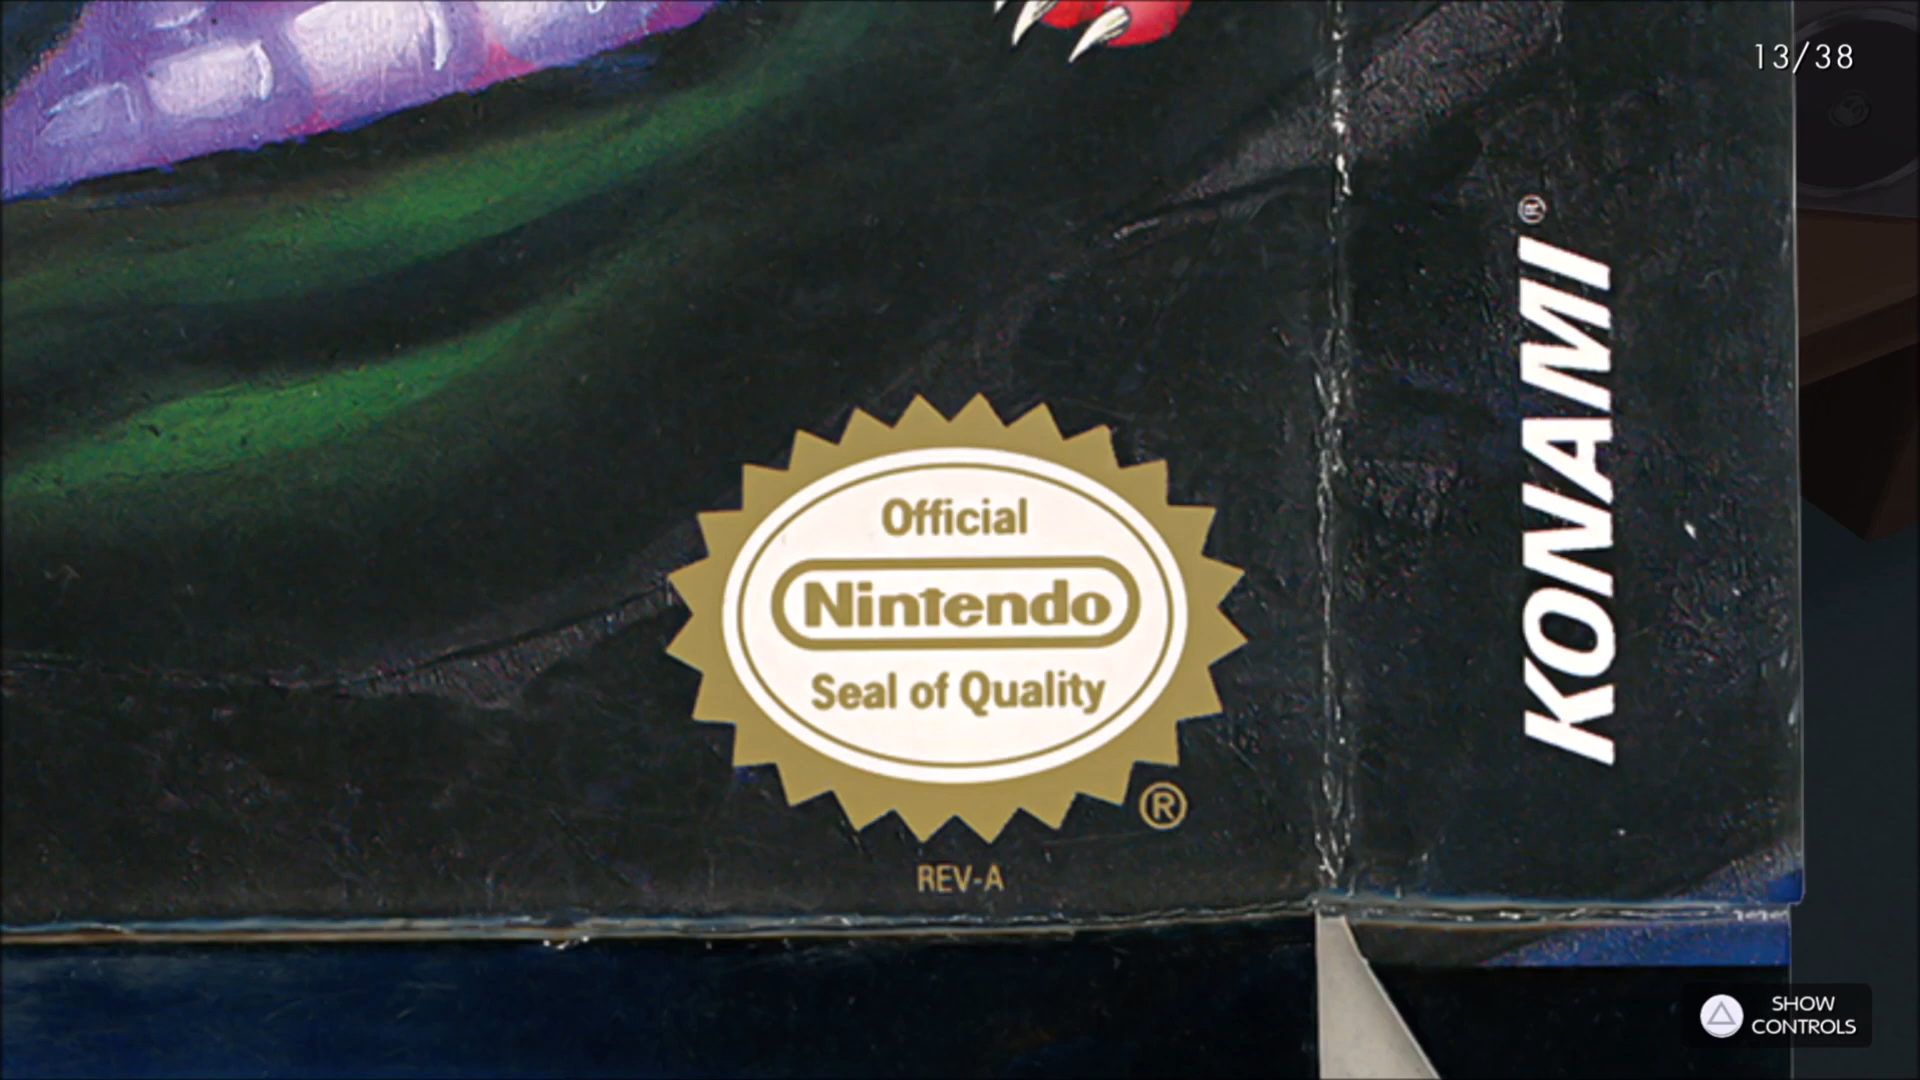 13/38
Official
Nintendo
Seal of Quality
®
REV-A
KONAMI®
SHOW
CONTROLS